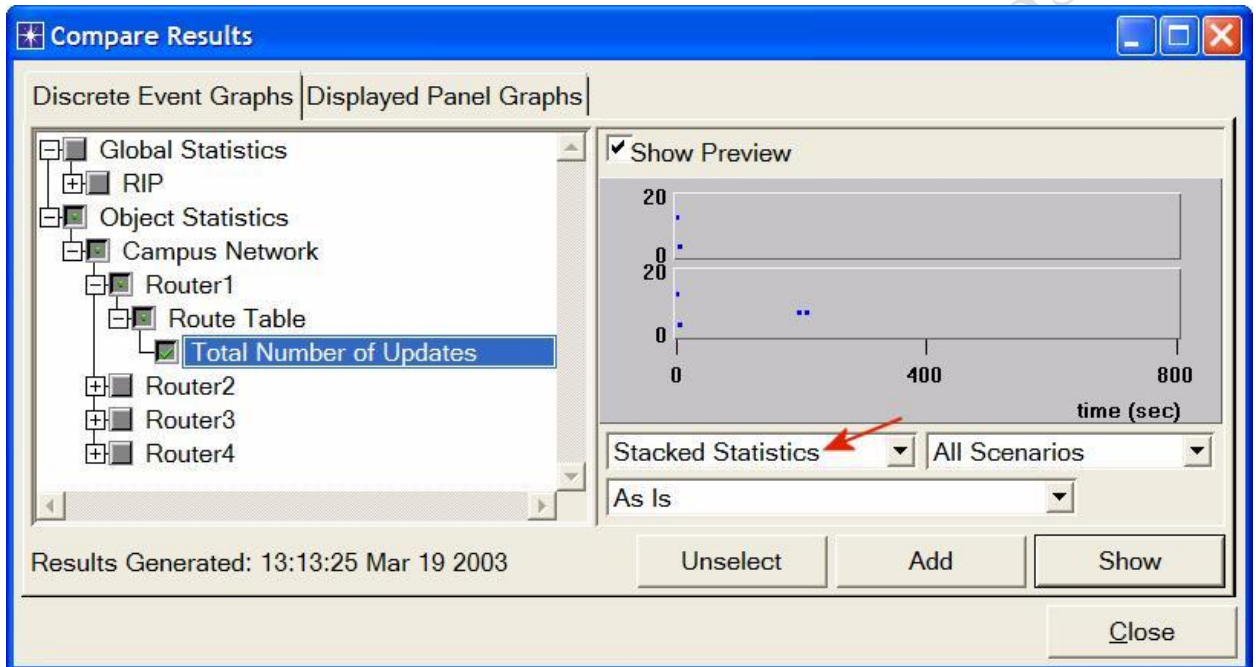 Compare Results
Discrete Event Graphs Displayed Panel Graphs
Global Statistics
RIP
Object Statistics
Campus Network
Router1
Route Table
Total Number of Updates
Router2
Router3
Router4
Show Preview
20
0
20
0
0 400 800
time (sec)
Stacked Statistics All Scenarios
As Is
Results Generated: 13:13:25 Mar 19 2003 Unselect Add Show
Close